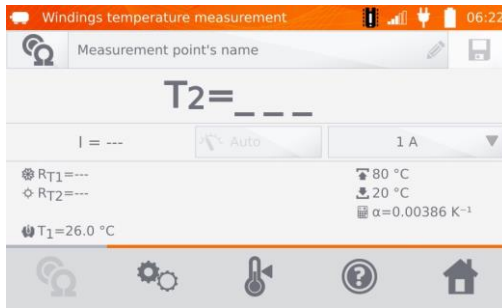 Windings temperature measurement 06:22
Measurement point's name
T2=_ _ _
I = --- Auto 1 A
RT1=--- 80 °C
RT2=--- 20 °C
α=0.00386 K⁻¹
T1=26.0 °C